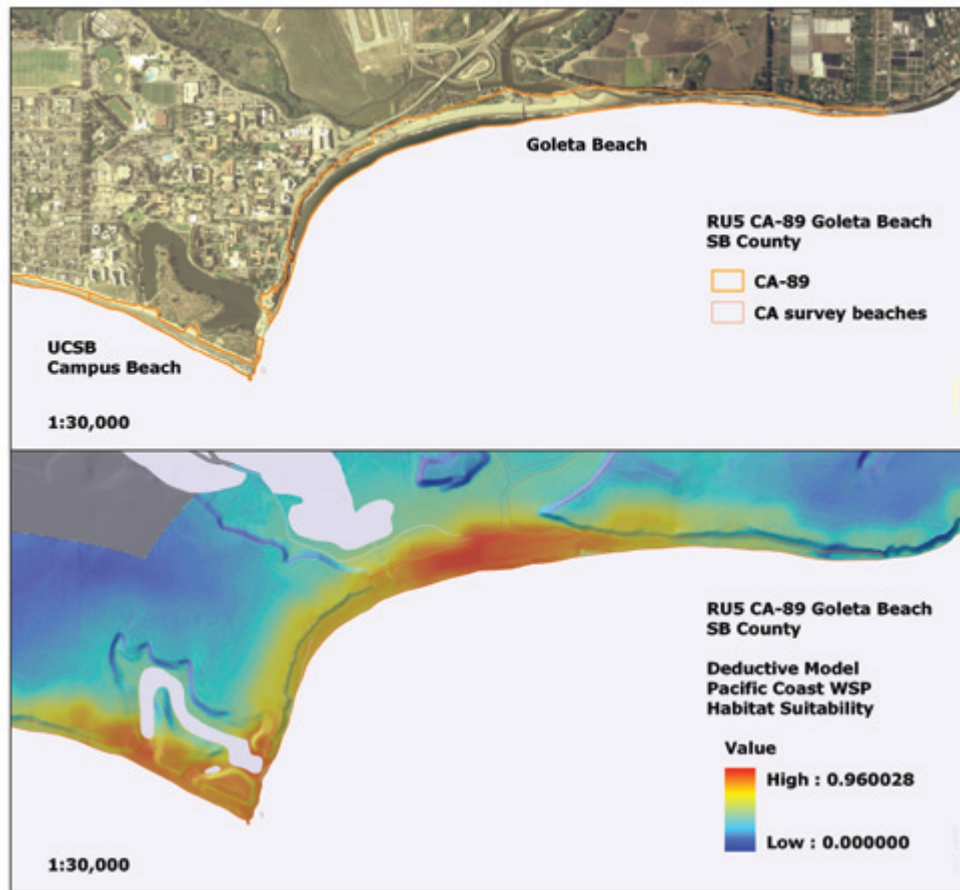 Goleta Beach
RU5 CA-89 Goleta Beach
SB County
CA-89
CA survey beaches
UCSB
Campus Beach
1:30,000
RU5 CA-89 Goleta Beach
SB County
Deductive Model
Pacific Coast WSP
Habitat Suitability
Value
High : 0.960028
Low : 0.000000
1:30,000